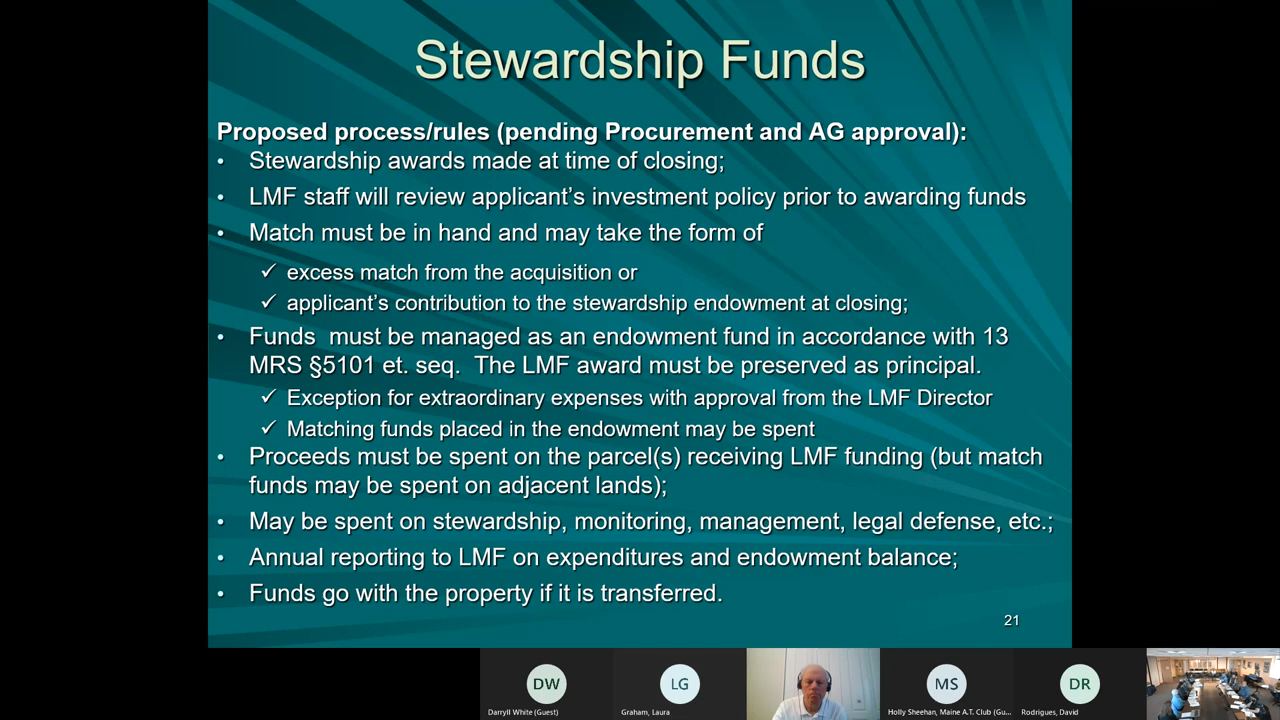 Stewardship Funds
Proposed process/rules (pending Procurement and AG approval):
• Stewardship awards made at time of closing;
• LMF staff will review applicant's investment policy prior to awarding funds
• Match must be in hand and may take the form of
✓ excess match from the acquisition or
✓ applicant's contribution to the stewardship endowment at closing;
• Funds must be managed as an endowment fund in accordance with 13
MRS §5101 et. seq. The LMF award must be preserved as principal.
✓ Exception for extraordinary expenses with approval from the LMF Director
✓ Matching funds placed in the endowment may be spent
• Proceeds must be spent on the parcel(s) receiving LMF funding (but match
funds may be spent on adjacent lands);
• May be spent on stewardship, monitoring, management, legal defense, etc.;
• Annual reporting to LMF on expenditures and endowment balance;
• Funds go with the property if it is transferred.
21
DW
LG
MS
DR
Darryll White (Guest)
Graham, Laura
Holly Sheehan, Maine A.T. Club (Gu...
Rodrigues, David